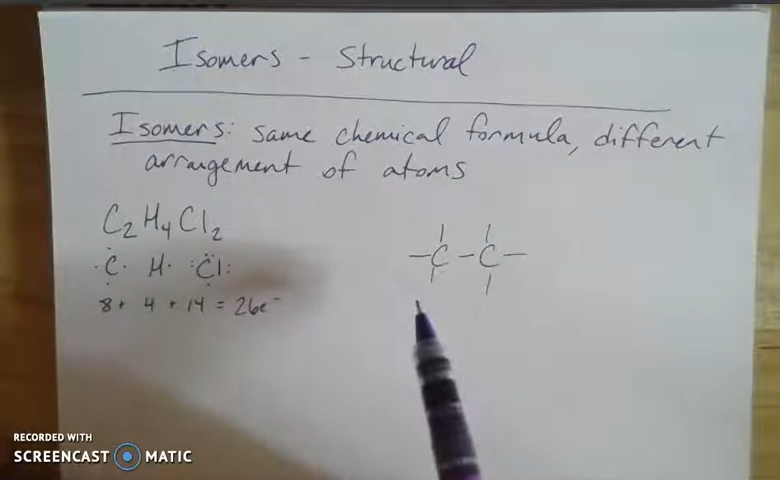 Isomers - Structural
Isomers: same chemical formula, different
arrangement of atoms
C2H4Cl2
C H Cl
8 + 4 + 14 = 26e-
C - C
RECORDED WITH
SCREENCAST MATIC